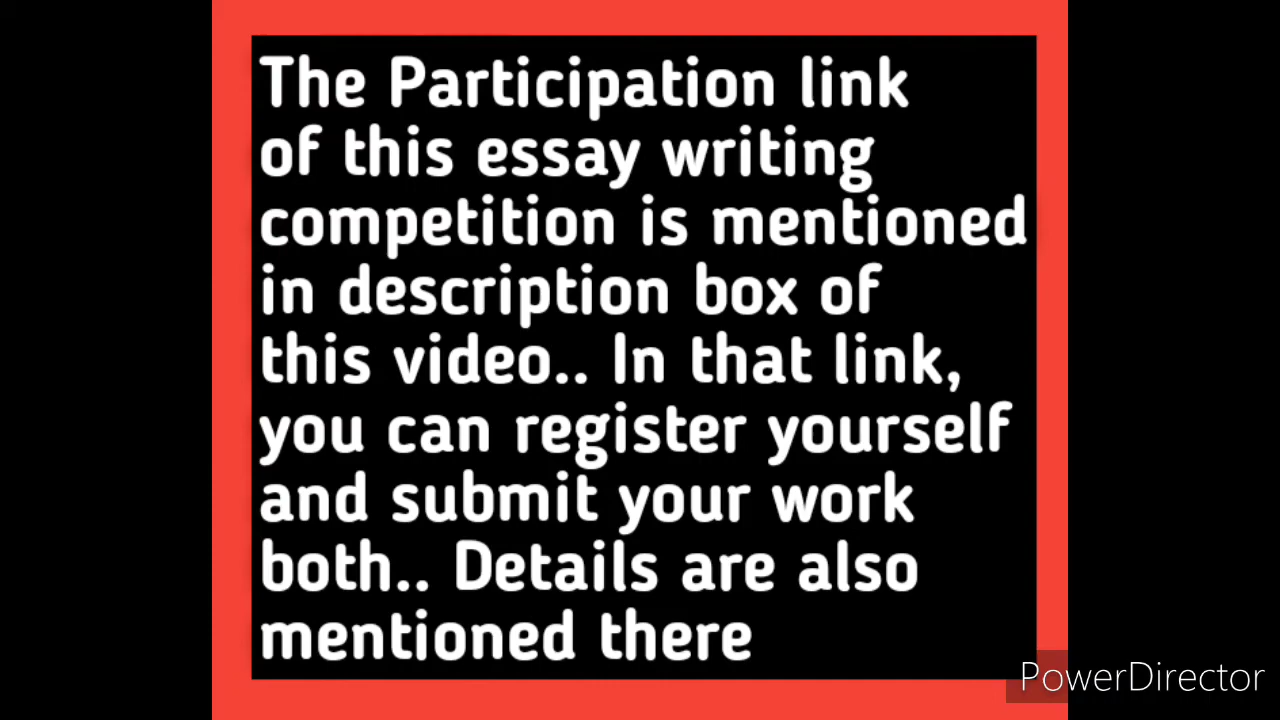 The Participation link
of this essay writing
competition is mentioned
in description box of
this video.. In that link,
you can register yourself
and submit your work
both.. Details are also
mentioned there
PowerDirector